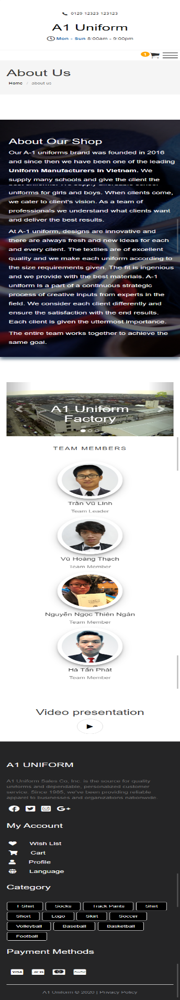 0129-12323-123123
A1 Uniform
Mon - Sun 8:00am - 9:00pm
1
About Us
Home / about us
About Our Shop
Our A-1 uniforms brand was founded in 2016
and since then we have been one of the leading
Uniform Manufacturers in Vietnam. We
supply many schools and give the client the
best uniforms. We supply affordable school
uniforms for girls and boys. When clients come,
we cater to client's vision. As a team of
professionals we understand what clients want
and deliver the best results.
At A-1 uniform, designs are innovative and
there are always fresh and new ideas for each
and every client. The textiles are of excellent
quality and we make each uniform according to
the size requirements given. The fit is ingenious
and we provide with the best materials. A-1
uniform is a part of a continuous strategic
process of creative inputs from experts in the
field. We consider each client differently and
ensure the satisfaction with the end results.
Each client is given the uttermost importance.
The entire team works together to achieve the
same goal.
A1 Uniform
Factory
TEAM MEMBERS
Trần Vũ Linh
Team Leader
Vũ Hoàng Thạch
Team Member
Nguyễn Ngọc Thiên Ngân
Team Member
Hà Tấn Phát
Team Member
Video presentation
A1 UNIFORM
A1 Uniform Sales Co, Inc. is the source for quality
uniforms and dependable, personalized customer
service. Since 1985, we've been providing reliable
apparel to businesses and organizations nationwide.
My Account
Wish List
Cart
Profile
Language
Category
T-Shirt Socks Track Pants Shirt
Short Logo Skirt Soccer
Volleyball Baseball Basketball
Football
Payment Methods
VISA JCB PayPal
A1 Uniform © 2020 | Privacy Policy